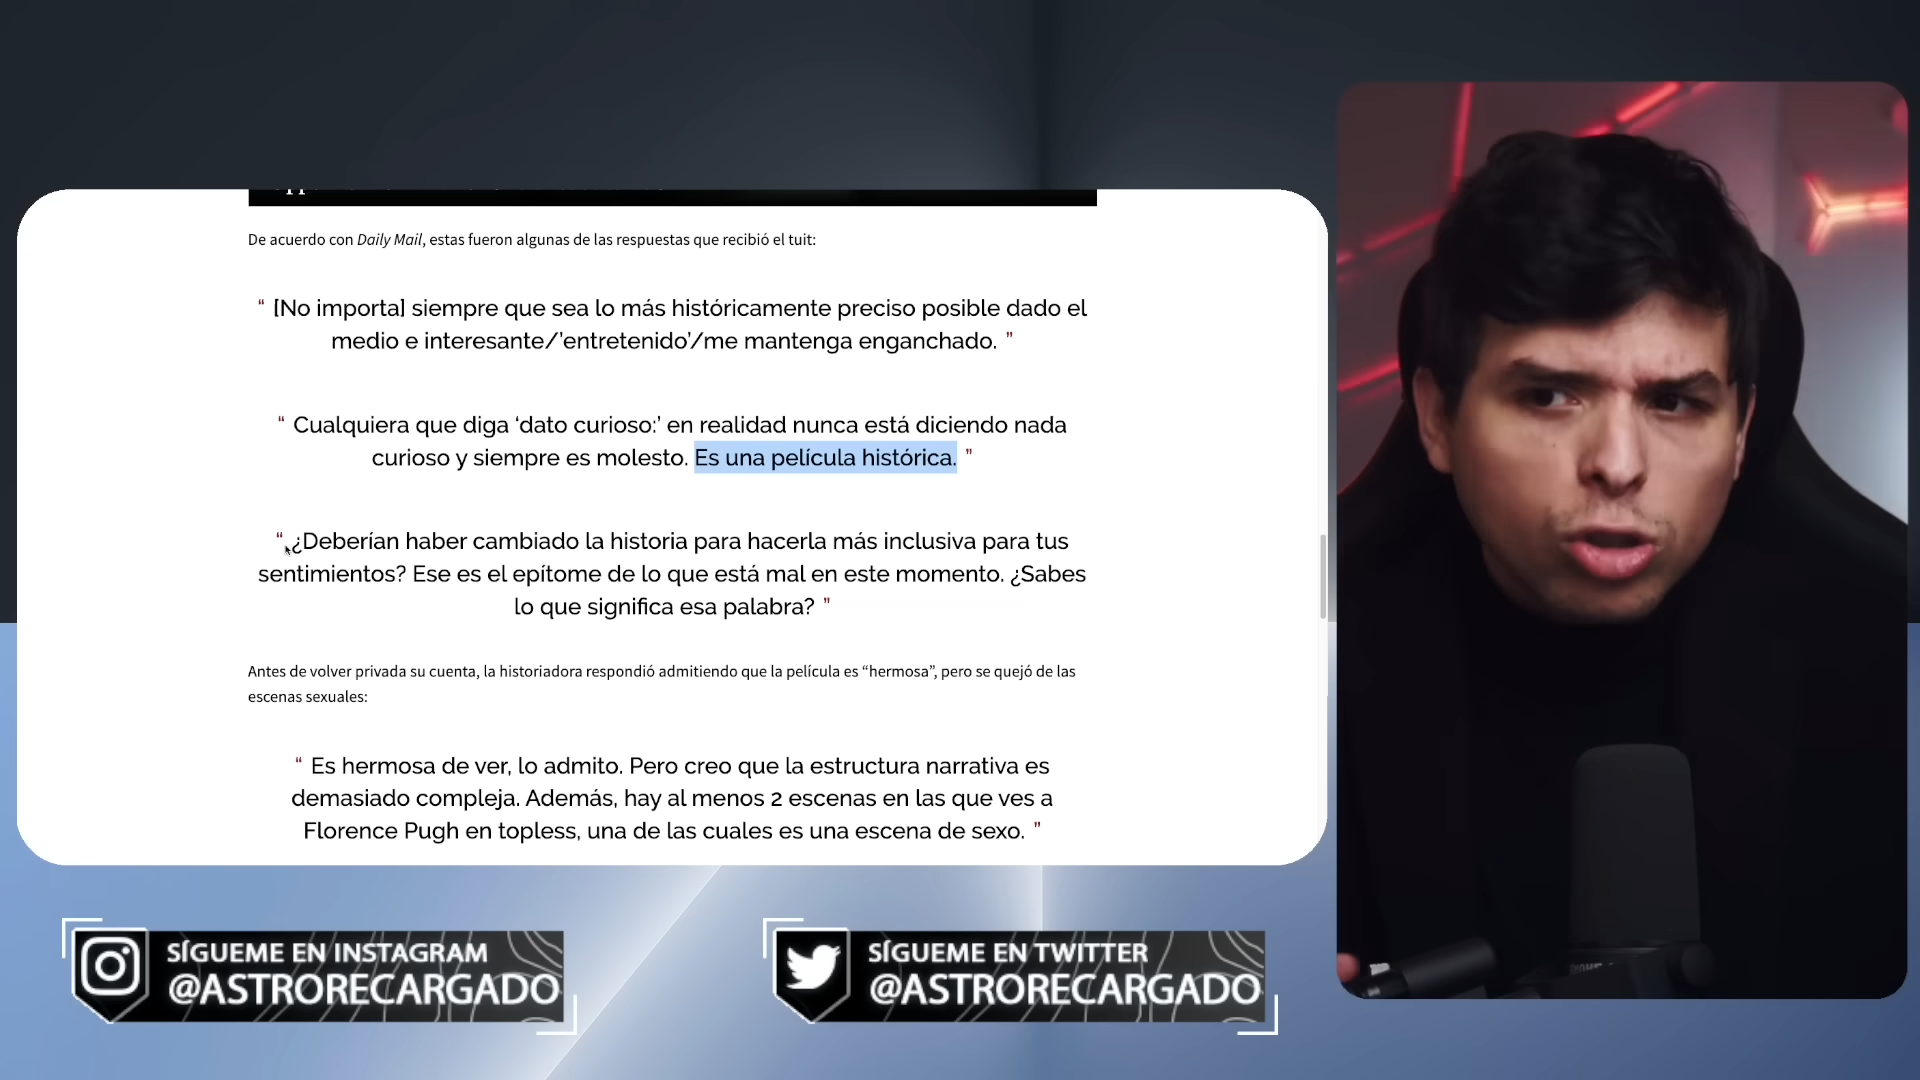 De acuerdo con Daily Mail, estas fueron algunas de las respuestas que recibió el tuit:
“ [No importa] siempre que sea lo más históricamente preciso posible dado el
medio e interesante/’entretenido’/me mantenga enganchado. ”
“ Cualquiera que diga ‘dato curioso:’ en realidad nunca está diciendo nada
curioso y siempre es molesto. Es una película histórica. ”
“ ¿Deberían haber cambiado la historia para hacerla más inclusiva para tus
sentimientos? Ese es el epítome de lo que está mal en este momento. ¿Sabes
lo que significa esa palabra? ”
Antes de volver privada su cuenta, la historiadora respondió admitiendo que la película es “hermosa”, pero se quejó de las
escenas sexuales:
“ Es hermosa de ver, lo admito. Pero creo que la estructura narrativa es
demasiado compleja. Además, hay al menos 2 escenas en las que ves a
Florence Pugh en topless, una de las cuales es una escena de sexo. ”
SÍGUEME EN INSTAGRAM
@ASTRORECARGADO
SÍGUEME EN TWITTER
@ASTRORECARGADO